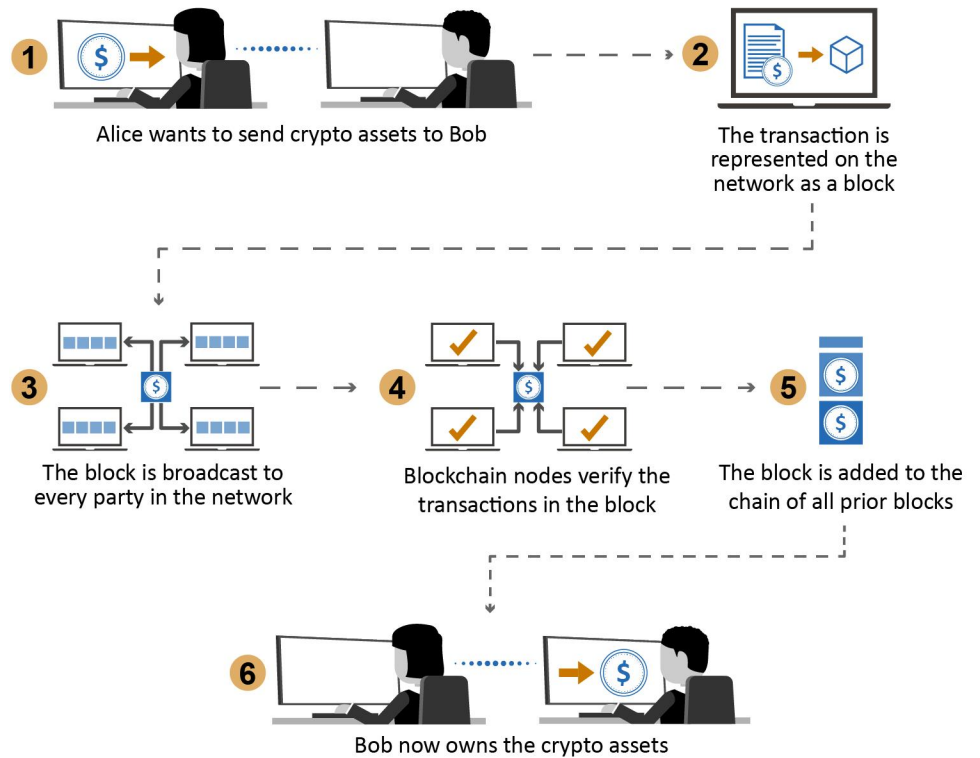 1
$
Alice wants to send crypto assets to Bob
2
$
The transaction is
represented on the
network as a block
3
$
The block is broadcast to
every party in the network
4
$
Blockchain nodes verify the
transactions in the block
5
$
$
The block is added to the
chain of all prior blocks
6
$
Bob now owns the crypto assets